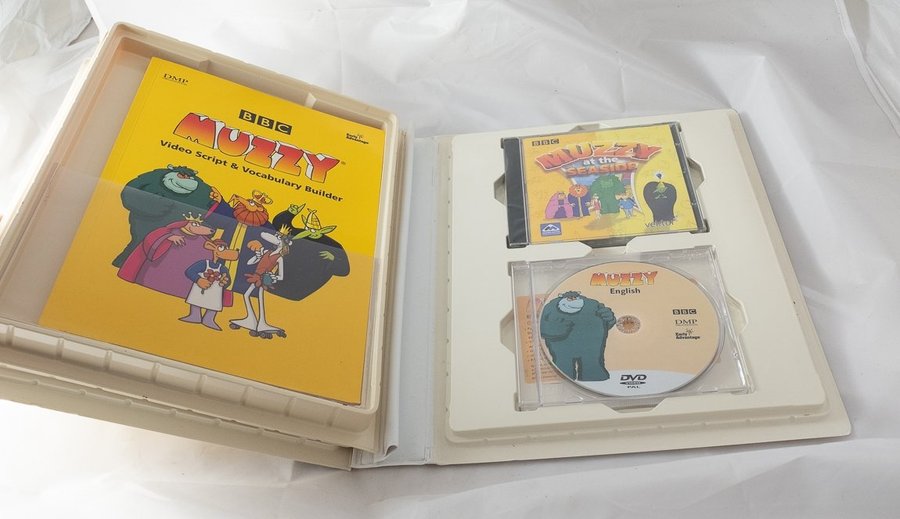 DMP
BBC
MUZZY
Early Advantage
Video Script & Vocabulary Builder
BBC
MUZZY
at the
SEASIDE
MUZZY
English
BBC
DMP
Early
Advantage
DVD
VIDEO
PAL